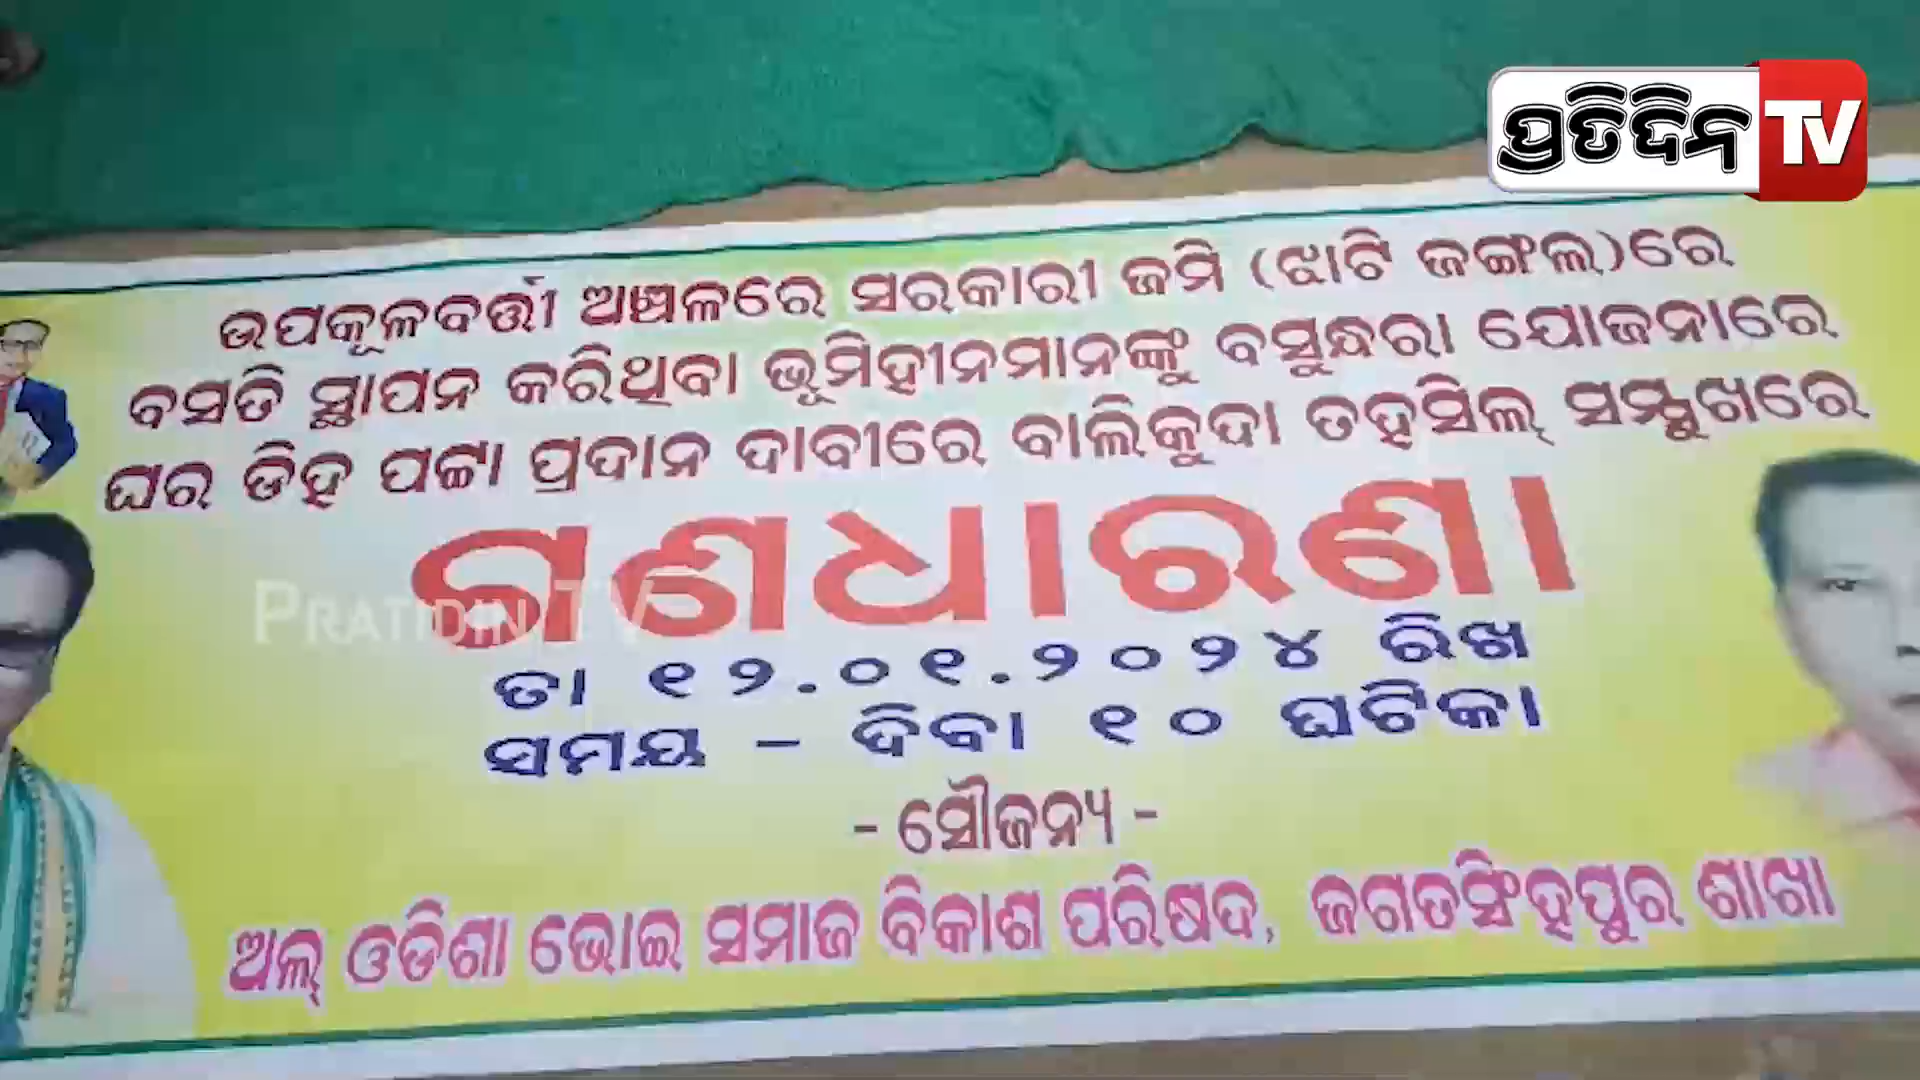 ପ୍ରତିଦିନ TV
ଉପକୂଳବର୍ତ୍ତୀ ଅଞ୍ଚଳରେ ସରକାରୀ ଜମି (ଝାଟି ଜଙ୍ଗଲ)ରେ
ବସତି ସ୍ଥାପନ କରିଥିବା ଭୂମିହୀନମାନଙ୍କୁ ବସୁନ୍ଧରା ଯୋଜନାରେ
ଘର ଡିହ ପଟ୍ଟା ପ୍ରଦାନ ଦାବୀରେ ବାଲିକୁଦା ତହସିଲ୍ ସମ୍ମୁଖରେ
ଗଣଧାରଣା
PRATIDIN TV
ତା ୧୨.୦୧.୨୦୨୪ ରିଖ
ସମୟ – ଦିବା ୧୦ ଘଟିକା
- ସୌଜନ୍ୟ -
ଅଲ୍ ଓଡିଶା ଭୋଇ ସମାଜ ବିକାଶ ପରିଷଦ, ଜଗତସିଂହପୁର ଶାଖା